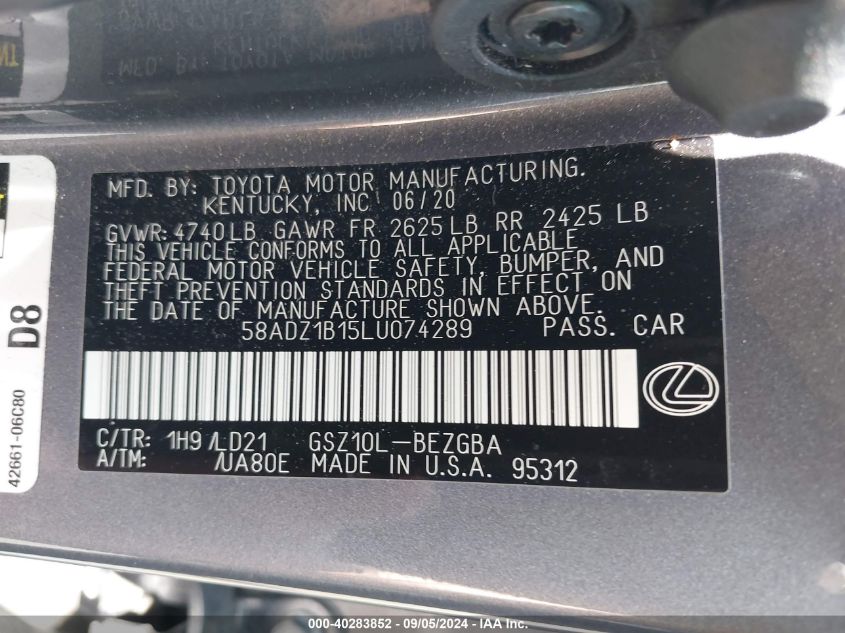 MFD. BY: TOYOTA MOTOR MANUFACTURING.
KENTUCKY, INC 06/20
GVWR: 4740LB GAWR FR 2625LB RR 2425 LB
THIS VEHICLE CONFORMS TO ALL APPLICABLE
FEDERAL MOTOR VEHICLE SAFETY, BUMPER, AND
THEFT PREVENTION STANDARDS IN EFFECT ON
THE DATE OF MANUFACTURE SHOWN ABOVE.
58ADZ1B15LU074289 PASS. CAR
C/TR: 1H9 /LD21 GSZ10L-BEZGBA
A/TM: /UA80E MADE IN U.S.A. 95312
D8
42661-06C80
000-40283852 - 09/05/2024 - IAA Inc.